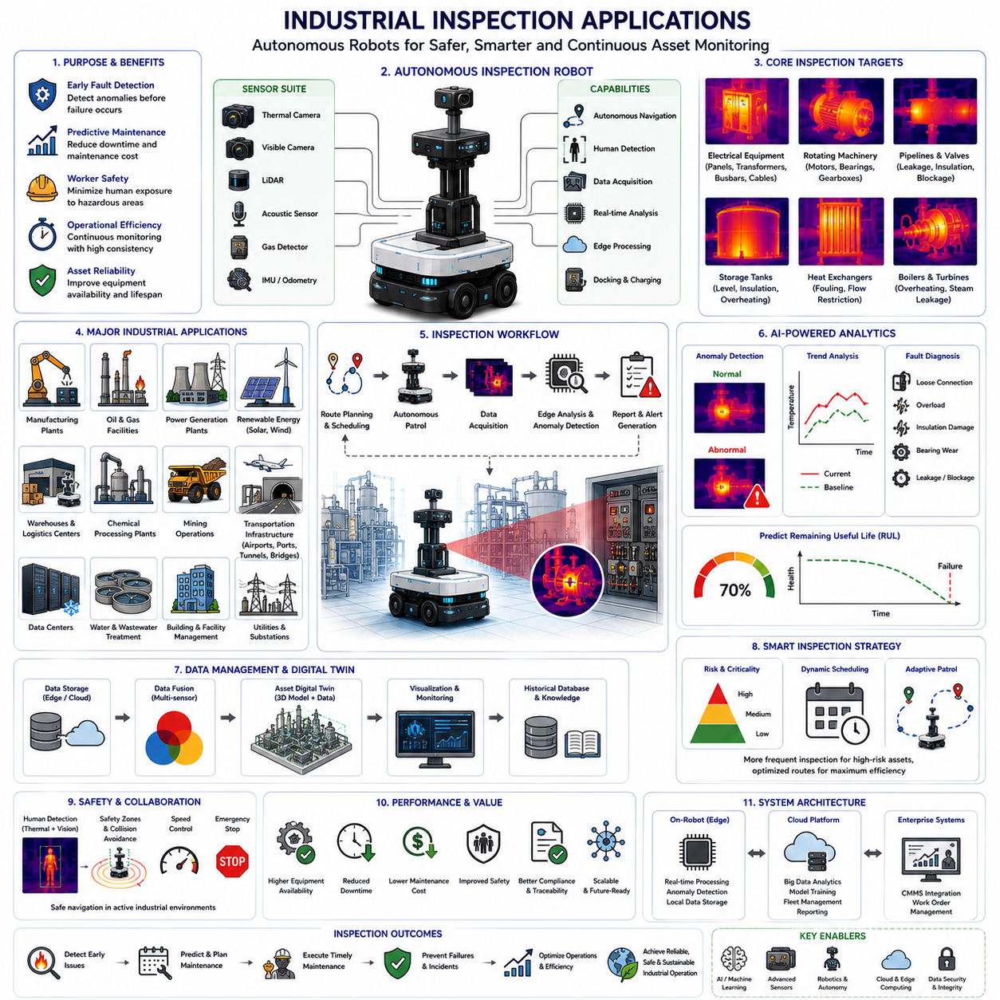 INDUSTRIAL INSPECTION APPLICATIONS
Autonomous Robots for Safer, Smarter and Continuous Asset Monitoring
1. PURPOSE & BENEFITS
Early Fault Detection
Detect anomalies before
failure occurs
Predictive Maintenance
Reduce downtime and
maintenance cost
Worker Safety
Minimize human exposure
to hazardous areas
Operational Efficiency
Continuous monitoring
with high consistency
Asset Reliability
Improve equipment
availability and lifespan
2. AUTONOMOUS INSPECTION ROBOT
SENSOR SUITE
Thermal Camera
Visible Camera
LiDAR
Acoustic Sensor
Gas Detector
IMU / Odometry
CAPABILITIES
Autonomous Navigation
Human Detection
Data Acquisition
Real-time Analysis
Edge Processing
Docking & Charging
3. CORE INSPECTION TARGETS
Electrical Equipment
(Panels, Transformers,
Busbars, Cables)
Rotating Machinery
(Motors, Bearings,
Gearboxes)
Pipelines & Valves
(Leakage, Insulation,
Blockage)
Storage Tanks
(Level, Insulation,
Overheating)
Heat Exchangers
(Fouling, Flow
Restriction)
Boilers & Turbines
(Overheating, Steam
Leakage)
4. MAJOR INDUSTRIAL APPLICATIONS
Manufacturing
Plants
Oil & Gas
Facilities
Power Generation
Plants
Renewable Energy
(Solar, Wind)
Warehouses &
Logistics Centers
Chemical
Processing Plants
Mining
Operations
Transportation
Infrastructure
(Airports, Ports,
Tunnels, Bridges)
Data Centers
Water & Wastewater
Treatment
Building & Facility
Management
Utilities &
Substations
5. INSPECTION WORKFLOW
Route Planning
& Scheduling
Autonomous
Patrol
Data
Acquisition
Edge Analysis &
Anomaly Detection
Report & Alert
Generation
6. AI-POWERED ANALYTICS
Anomaly Detection
Normal
Abnormal
Trend Analysis
Temperature
Time
Current
Baseline
Fault Diagnosis
Loose Connection
Overload
Insulation Damage
Bearing Wear
Leakage / Blockage
Predict Remaining Useful Life (RUL)
70%
Health
Failure
Time
7. DATA MANAGEMENT & DIGITAL TWIN
Data Storage
(Edge / Cloud)
Data Fusion
(Multi-sensor)
Asset Digital Twin
(3D Model + Data)
Visualization &
Monitoring
Historical Database
& Knowledge
8. SMART INSPECTION STRATEGY
Risk & Criticality
High
Medium
Low
Dynamic Scheduling
Adaptive Patrol
More frequent inspection for high-risk assets,
optimized routes for maximum efficiency
9. SAFETY & COLLABORATION
Human Detection
(Thermal + Vision)
Safety Zones
& Collision
Avoidance
Speed
Control
Emergency
Stop
STOP
Safe navigation in active industrial environments
10. PERFORMANCE & VALUE
Higher Equipment
Availability
Reduced
Downtime
Lower Maintenance
Cost
Improved Safety
Better Compliance
& Traceability
Scalable
& Future-Ready
11. SYSTEM ARCHITECTURE
On-Robot (Edge)
Real-time Processing
Anomaly Detection
Local Data Storage
Cloud Platform
Big Data Analytics
Model Training
Fleet Management
Reporting
Enterprise Systems
CMMS Integration
Work Order
Management
INSPECTION OUTCOMES
Detect Early
Issues
Predict & Plan
Maintenance
Execute Timely
Maintenance
Prevent Failures
& Incidents
Optimize Operations
& Efficiency
Achieve Reliable,
Safe & Sustainable
Industrial Operation
KEY ENABLERS
AI / Machine
Learning
Advanced
Sensors
Robotics &
Autonomy
Cloud & Edge
Computing
Data Security
& Integrity